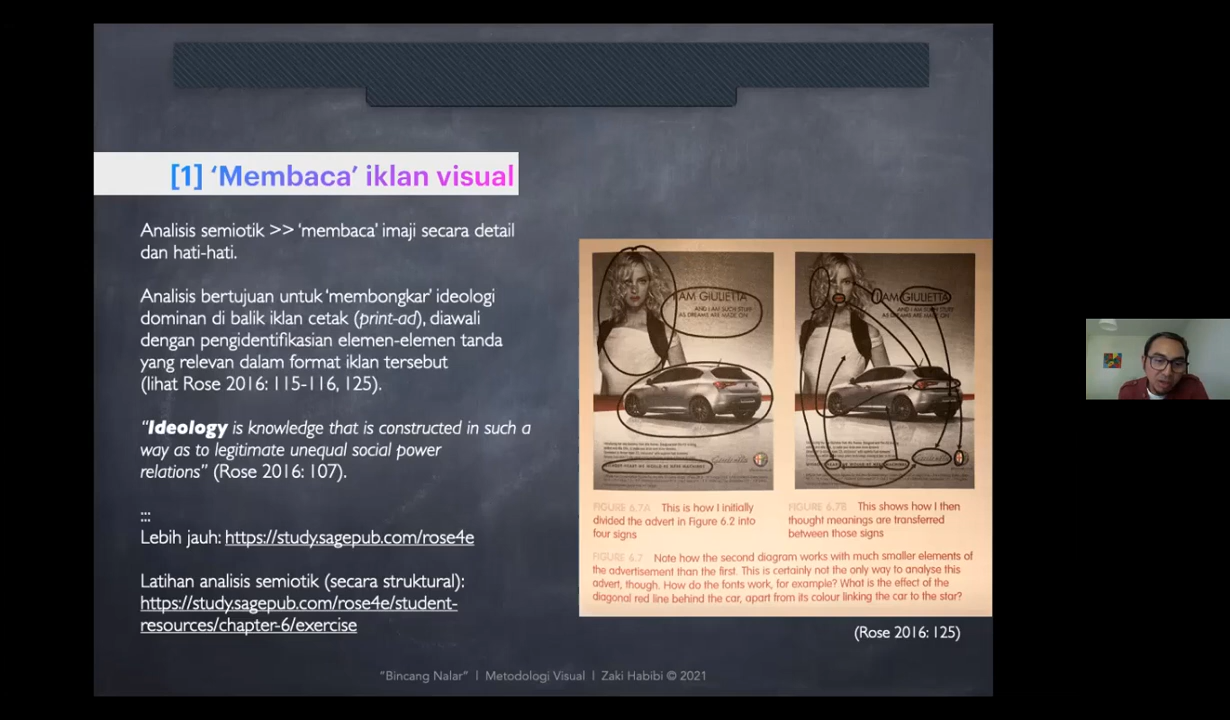 [1] ‘Membaca’ iklan visual
Analisis semiotik >> ‘membaca’ imaji secara detail
dan hati-hati.
Analisis bertujuan untuk ‘membongkar’ ideologi
dominan di balik iklan cetak (print-ad), diawali
dengan pengidentifikasian elemen-elemen tanda
yang relevan dalam format iklan tersebut
(lihat Rose 2016: 115-116, 125).
“Ideology is knowledge that is constructed in such a
way as to legitimate unequal social power
relations” (Rose 2016: 107).
:::
Lebih jauh: https://study.sagepub.com/rose4e
Latihan analisis semiotik (secara struktural):
https://study.sagepub.com/rose4e/student-
resources/chapter-6/exercise
I AM GIULIETTA
AND I AM SUCH STUFF
AS DREAMS ARE MADE ON
I AM GIULIETTA
AND I AM SUCH STUFF
AS DREAMS ARE MADE ON
FIGURE 6.7A This is how I initially
divided the advert in Figure 6.2 into
four signs
FIGURE 6.7B This shows how I then
thought meanings are transferred
between those signs
FIGURE 6.7 Note how the second diagram works with much smaller elements of
the advertisement than the first. This is certainly not the only way to analyse this
advert, though. How do the fonts work, for example? What is the effect of the
diagonal red line behind the car, apart from its colour linking the car to the star?
(Rose 2016: 125)
“Bincang Nalar” | Metodologi Visual | Zaki Habibi © 2021